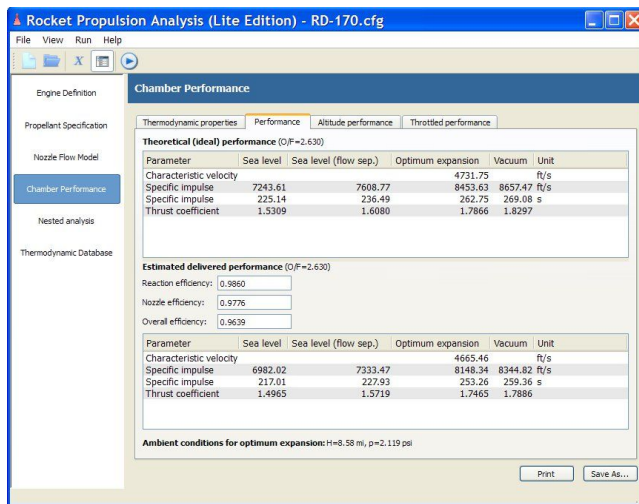 Rocket Propulsion Analysis (Lite Edition) - RD-170.cfg
File View Run Help
X
Engine Definition
Propellant Specification
Nozzle Flow Model
Chamber Performance
Nested analysis
Thermodynamic Database
Chamber Performance
Thermodynamic properties Performance Altitude performance Throttled performance
Theoretical (ideal) performance (O/F=2.630)
Parameter Sea level Sea level (flow sep.) Optimum expansion Vacuum Unit
Characteristic velocity 4731.75 ft/s
Specific impulse 7243.61 7608.77 8453.63 8657.47 ft/s
Specific impulse 225.14 236.49 262.75 269.08 s
Thrust coefficient 1.5309 1.6080 1.7866 1.8297
Estimated delivered performance (O/F=2.630)
Reaction efficiency: 0.9860
Nozzle efficiency: 0.9776
Overall efficiency: 0.9639
Parameter Sea level Sea level (flow sep.) Optimum expansion Vacuum Unit
Characteristic velocity 4665.46 ft/s
Specific impulse 6982.02 7333.47 8148.34 8344.82 ft/s
Specific impulse 217.01 227.93 253.26 259.36 s
Thrust coefficient 1.4965 1.5719 1.7465 1.7886
Ambient conditions for optimum expansion: H=8.58 mi, p=2.119 psi
Print Save As...